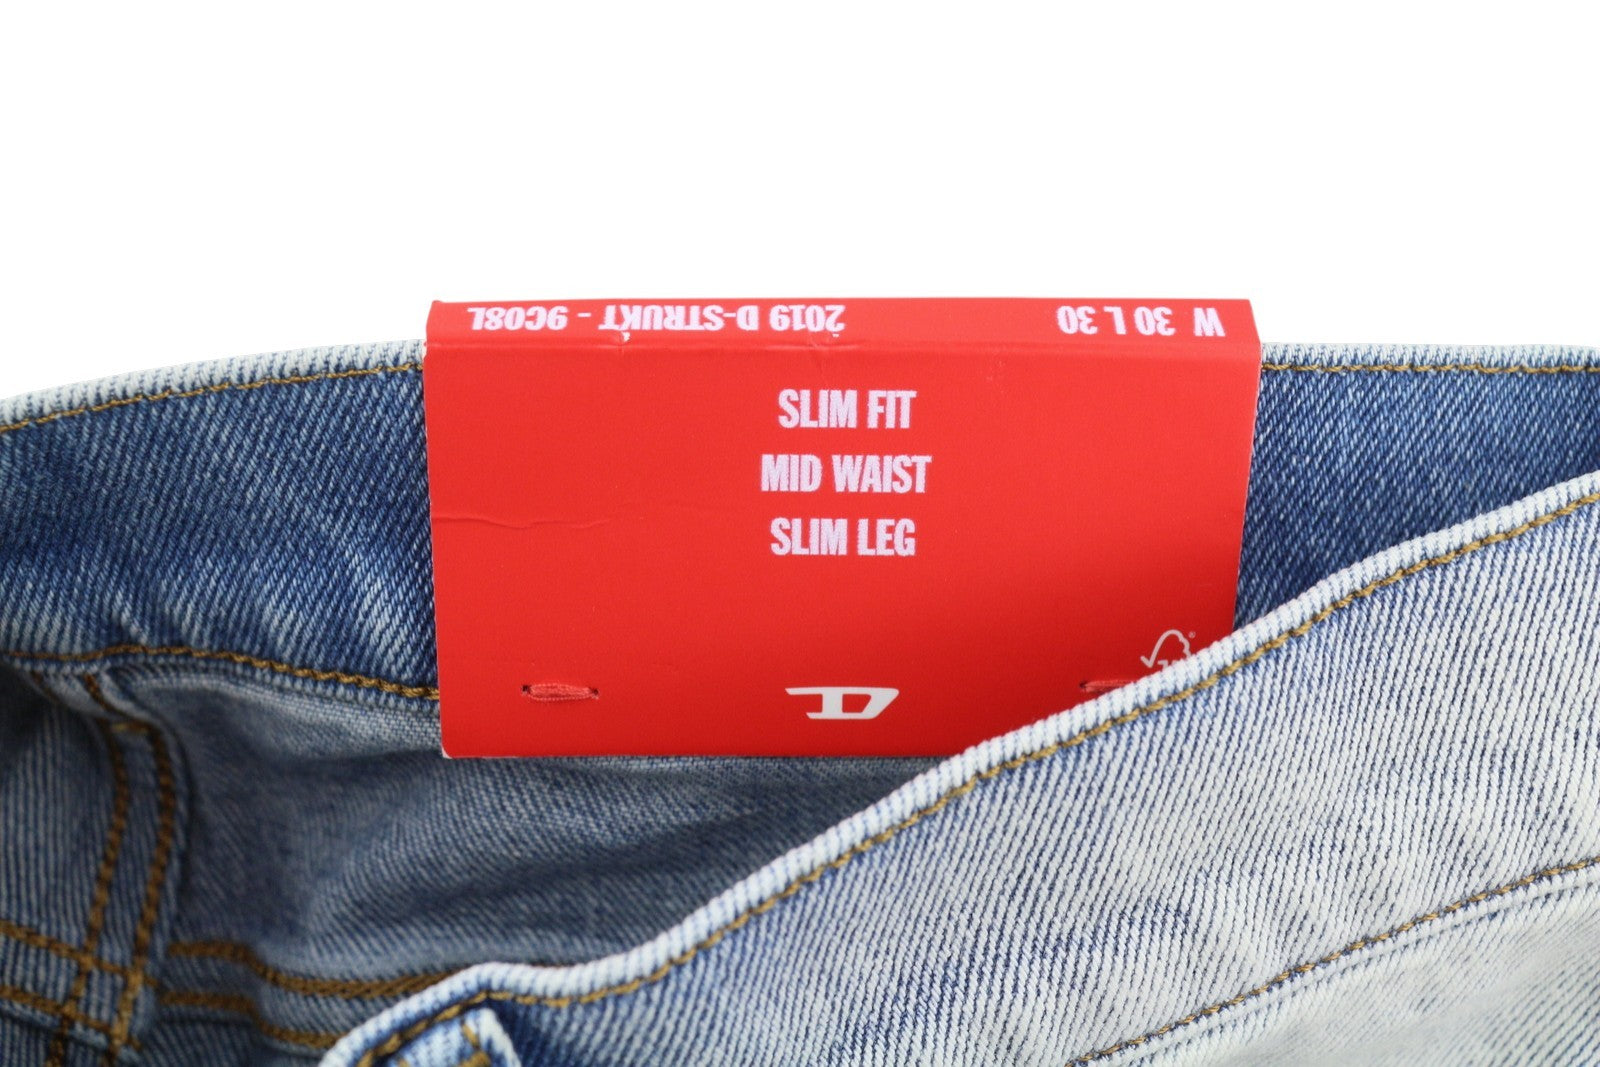 W 30 L 30 2019 D-STRUKT - 9C08L
SLIM FIT
MID WAIST
SLIM LEG